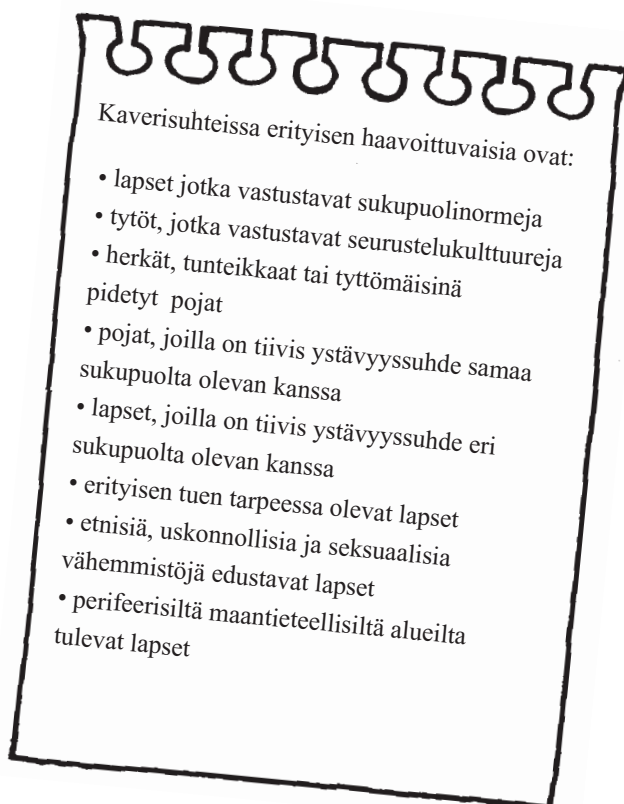 Kaverisuhteissa erityisen haavoittuvaisia ovat:
• lapset jotka vastustavat sukupuolinormeja
• tytöt, jotka vastustavat seurustelukulttuureja
• herkät, tunteikkaat tai tyttömäisinä
pidetyt pojat
• pojat, joilla on tiivis ystävyyssuhde samaa
sukupuolta olevan kanssa
• lapset, joilla on tiivis ystävyyssuhde eri
sukupuolta olevan kanssa
• erityisen tuen tarpeessa olevat lapset
• etnisiä, uskonnollisia ja seksuaalisia
vähemmistöjä edustavat lapset
• perifeerisiltä maantieteellisiltä alueilta
tulevat lapset